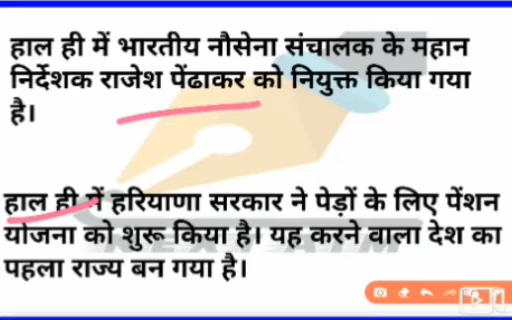 हाल ही में भारतीय नौसेना संचालक के महान
निर्देशक राजेश पेंढाकर को नियुक्त किया गया
है।
हाल ही में हरियाणा सरकार ने पेड़ों के लिए पेंशन
योजना को शुरू किया है। यह करने वाला देश का
पहला राज्य बन गया है।